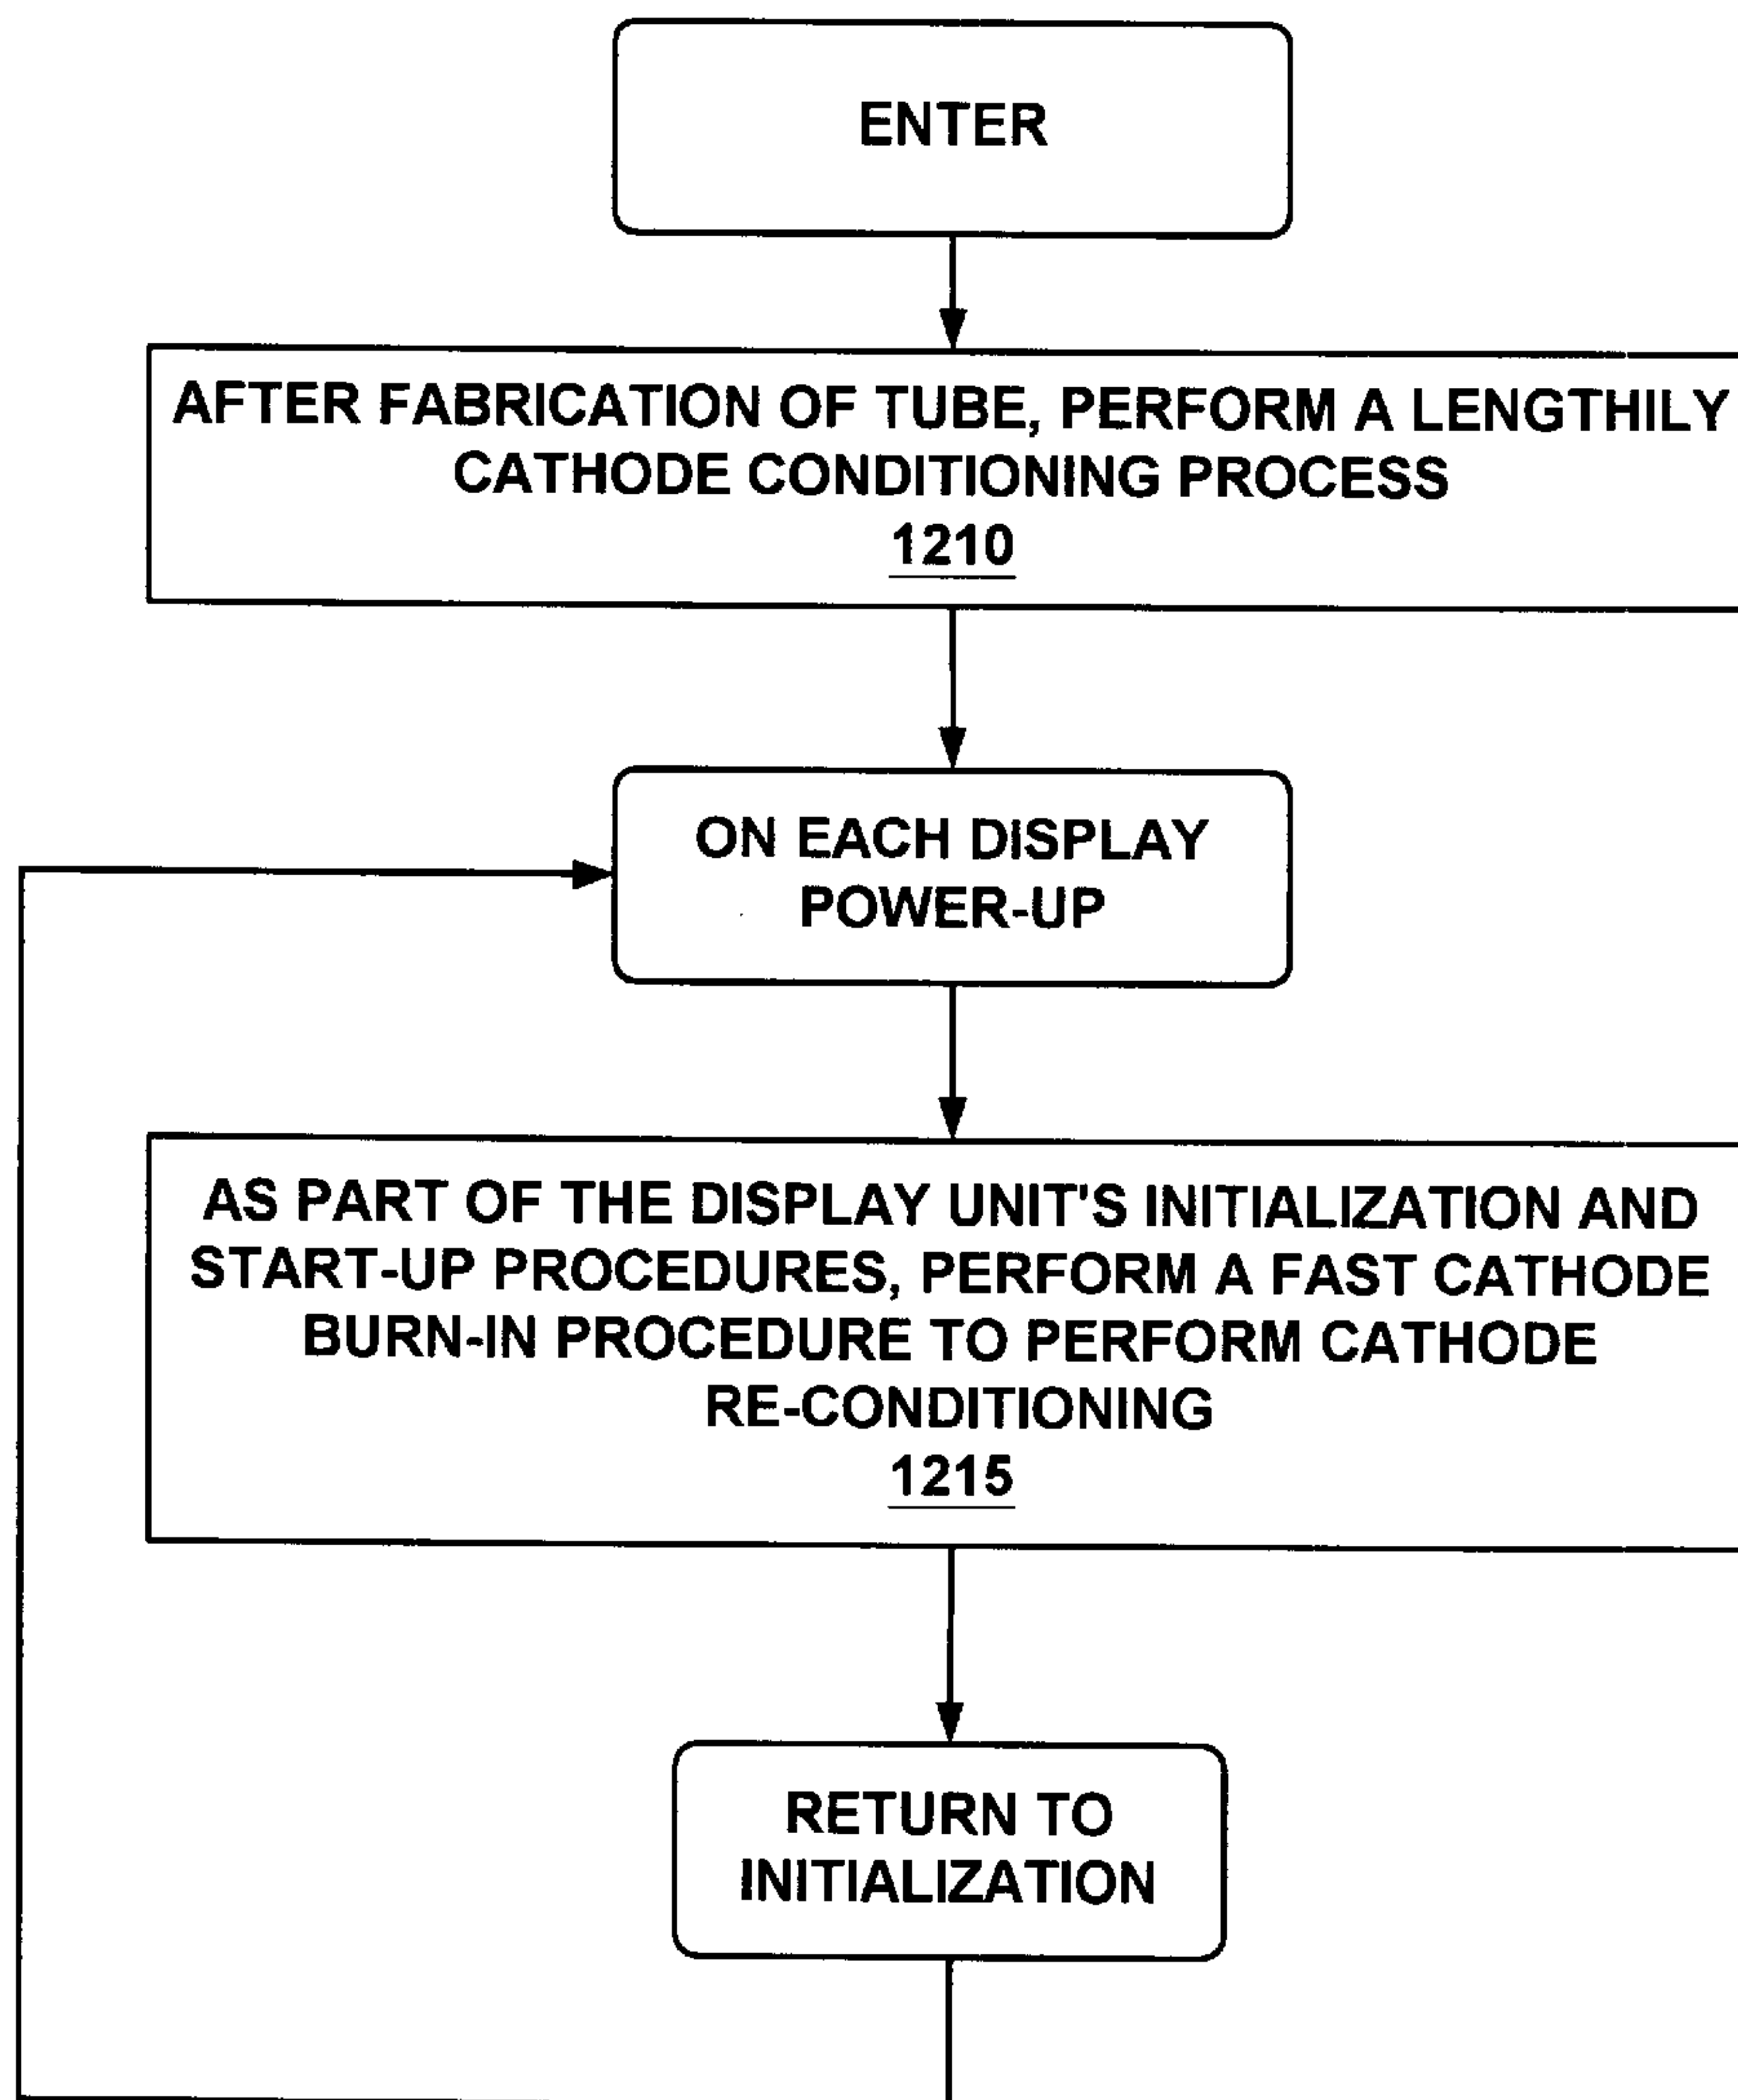 ENTER
AFTER FABRICATION OF TUBE, PERFORM A LENGTHILY
CATHODE CONDITIONING PROCESS
1210
ON EACH DISPLAY
POWER-UP
AS PART OF THE DISPLAY UNIT'S INITIALIZATION AND
START-UP PROCEDURES, PERFORM A FAST CATHODE
BURN-IN PROCEDURE TO PERFORM CATHODE
RE-CONDITIONING
1215
RETURN TO
INITIALIZATION